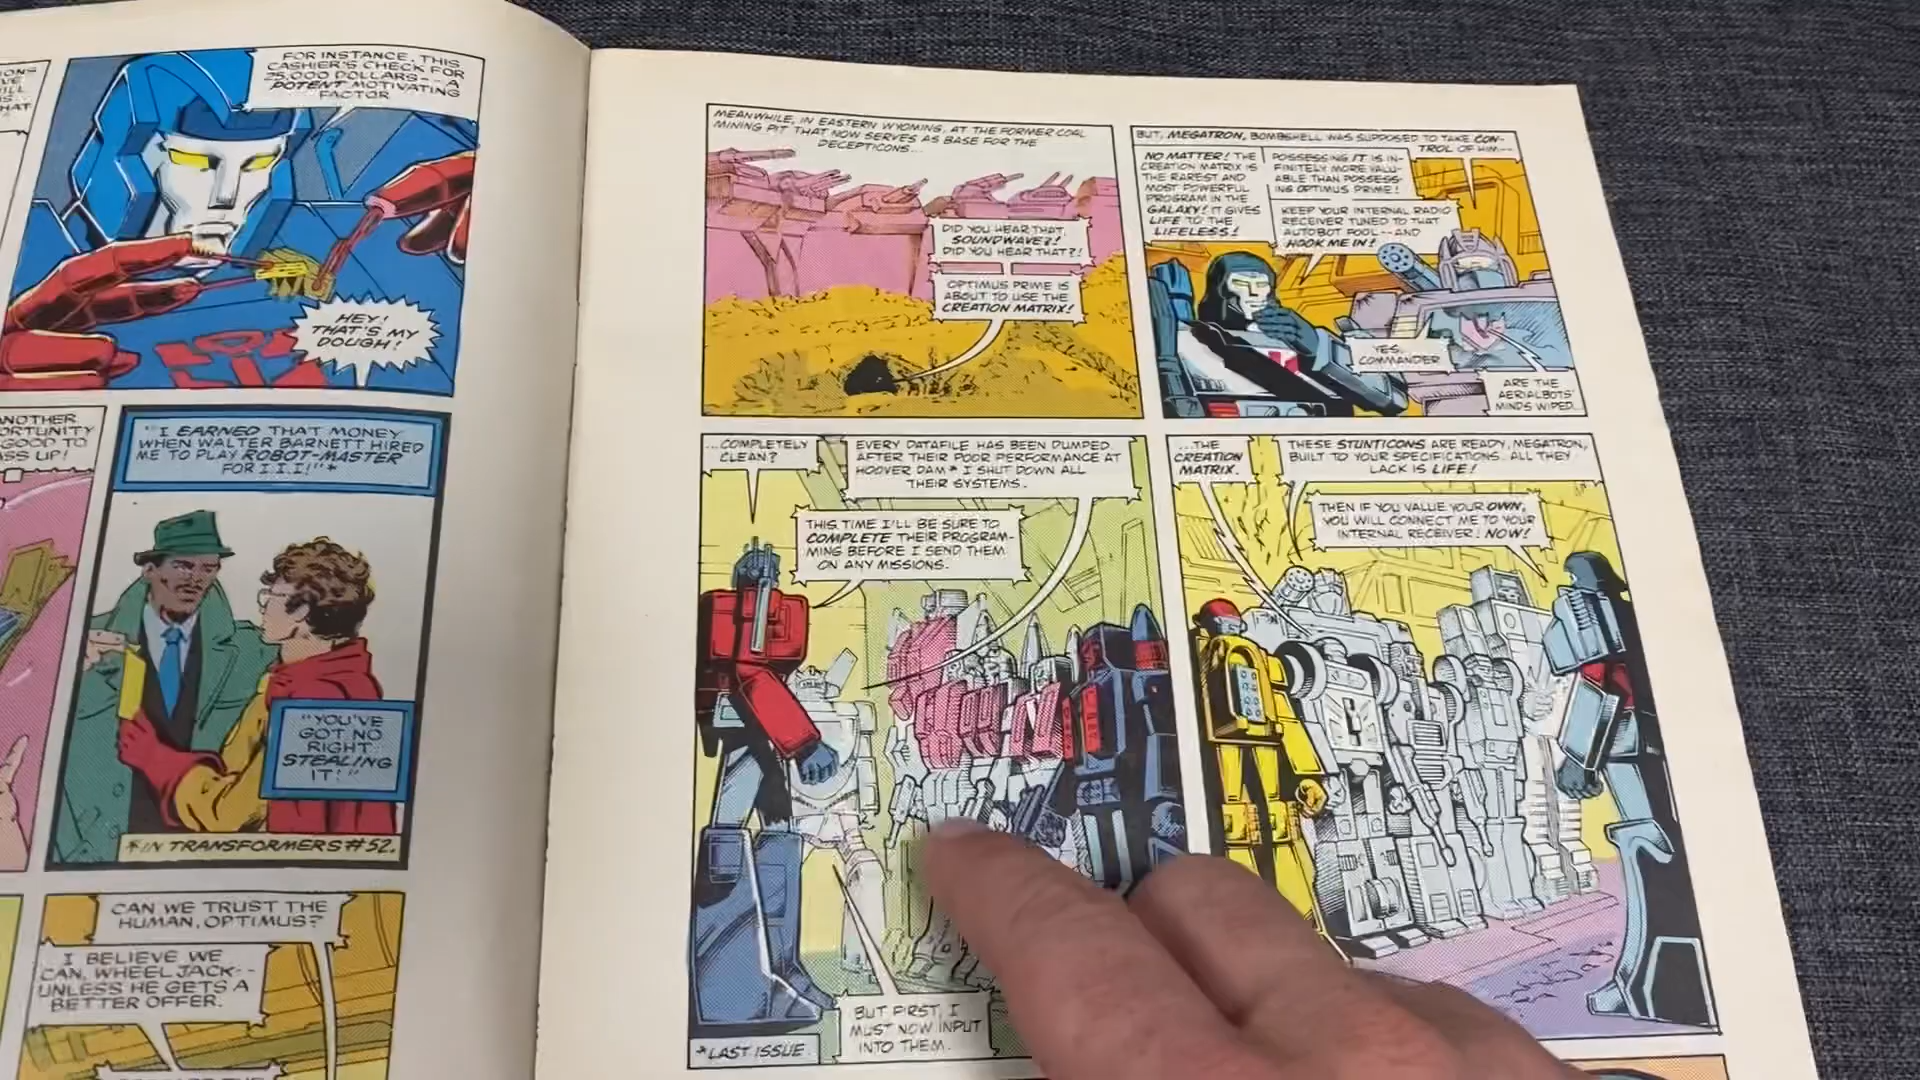 IONS
VE
ILL
S.
HAT
FOR INSTANCE, THIS
CASHIER'S CHECK FOR
25,000 DOLLARS-- A
POTENT MOTIVATING
FACTOR
HEY!
THAT'S MY
DOUGH!
ANOTHER
ORTUNITY
GOOD TO
ASS UP!
"I EARNED THAT MONEY
WHEN WALTER BARNETT HIRED
ME TO PLAY ROBOT-MASTER
FOR I.I.I!"*
"YOU'VE
GOT NO
RIGHT
STEALING
IT!"
*IN TRANSFORMERS #52.
CAN WE TRUST THE
HUMAN, OPTIMUS?
I BELIEVE WE
CAN, WHEELJACK--
UNLESS HE GETS A
BETTER OFFER.
MEANWHILE, IN EASTERN WYOMING, AT THE FORMER COAL
MINING PIT THAT NOW SERVES AS BASE FOR THE
DECEPTICONS...
DID YOU HEAR THAT,
SOUNDWAVE?!
DID YOU HEAR THAT?!
OPTIMUS PRIME IS
ABOUT TO USE THE
CREATION MATRIX!
BUT, MEGATRON, BOMBSHELL WAS SUPPOSED TO TAKE CON-
TROL OF HIM--
NO MATTER! THE
CREATION MATRIX IS
THE RAREST AND
MOST POWERFUL
PROGRAM IN THE
GALAXY! IT GIVES
LIFE TO THE
LIFELESS!
POSSESSING IT IS IN-
FINITELY MORE VALU-
ABLE THAN POSSESS-
ING OPTIMUS PRIME!
KEEP YOUR INTERNAL RADIO
RECEIVER TUNED TO THAT
AUTOBOT FOOL--AND
HOOK ME IN!
YES,
COMMANDER
ARE THE
AERIALBOTS'
MINDS WIPED...
...COMPLETELY
CLEAN?
EVERY DATAFILE HAS BEEN DUMPED.
AFTER THEIR POOR PERFORMANCE AT
HOOVER DAM* I SHUT DOWN ALL
THEIR SYSTEMS.
THIS TIME I'LL BE SURE TO
COMPLETE THEIR PROGRAM-
MING BEFORE I SEND THEM
ON ANY MISSIONS.
BUT FIRST, I
MUST NOW INPUT
INTO THEM...
*LAST ISSUE.
...THE
CREATION
MATRIX.
THESE STUNTICONS ARE READY, MEGATRON,
BUILT TO YOUR SPECIFICATIONS. ALL THEY
LACK IS LIFE!
THEN IF YOU VALUE YOUR OWN,
YOU WILL CONNECT ME TO YOUR
INTERNAL RECEIVER! NOW!